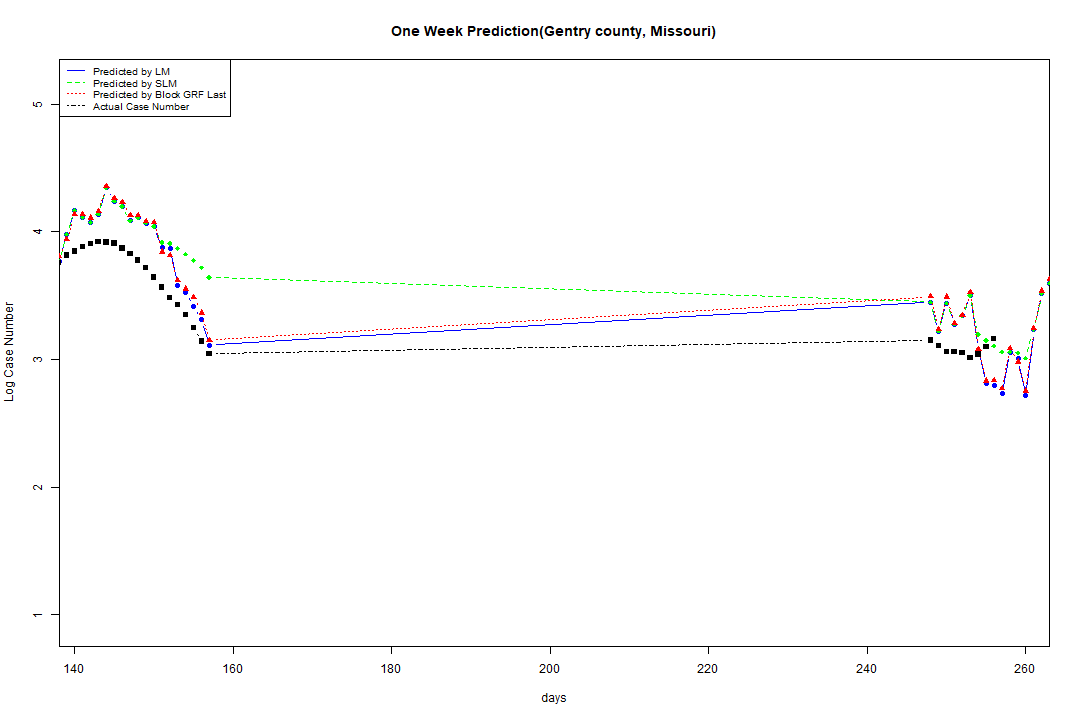 One Week Prediction(Gentry county, Missouri)
Predicted by LM
Predicted by SLM
Predicted by Block GRF Last
Actual Case Number
5
4
3
2
1
Log Case Number
140 160 180 200 220 240 260
days